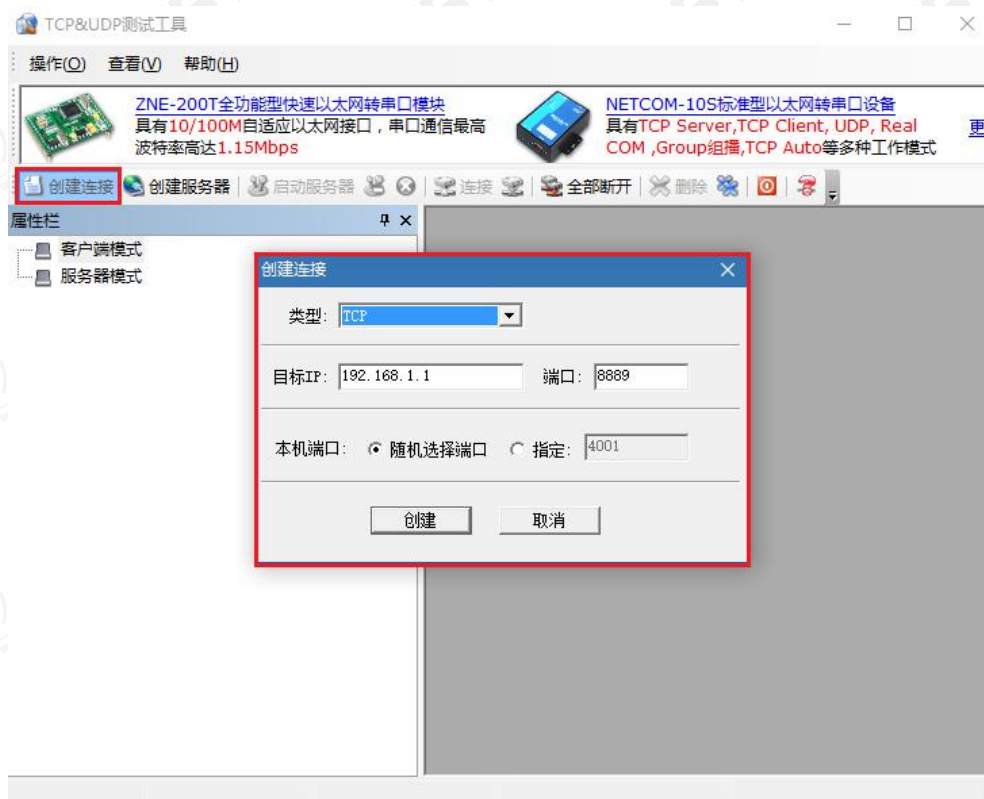 TCP&UDP测试工具
操作(O) 查看(V) 帮助(H)
ZNE-200T全功能型快速以太网转串口模块
具有10/100M自适应以太网接口，串口通信最高
波特率高达1.15Mbps
NETCOM-10S标准型以太网转串口设备
具有TCP Server,TCP Client, UDP, Real
COM ,Group组播,TCP Auto等多种工作模式
更
创建连接 创建服务器 启动服务器 连接 全部断开 删除
属性栏
客户端模式
服务器模式
创建连接
类型: TCP
目标IP: 192.168.1.1 端口: 8889
本机端口: 随机选择端口 指定: 4001
创建 取消